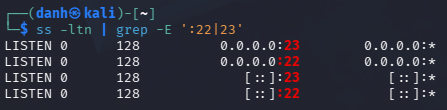 ┌──(danh㉿kali)-[~]
└─$ ss -ltn | grep -E ':22|23'
LISTEN 0      128          0.0.0.0:23        0.0.0.0:*
LISTEN 0      128          0.0.0.0:22        0.0.0.0:*
LISTEN 0      128             [::]:23           [::]:*
LISTEN 0      128             [::]:22           [::]:*